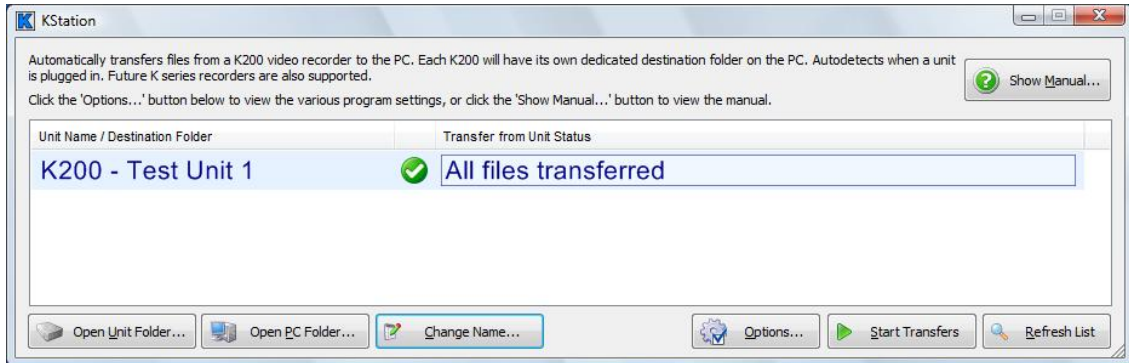 KStation
Automatically transfers files from a K200 video recorder to the PC. Each K200 will have its own dedicated destination folder on the PC. Autodetects when a unit
is plugged in. Future K series recorders are also supported.
Click the 'Options...' button below to view the various program settings, or click the 'Show Manual...' button to view the manual.
Show Manual...
Unit Name / Destination Folder Transfer from Unit Status
K200 - Test Unit 1 All files transferred
Open Unit Folder... Open PC Folder... Change Name... Options... Start Transfers Refresh List